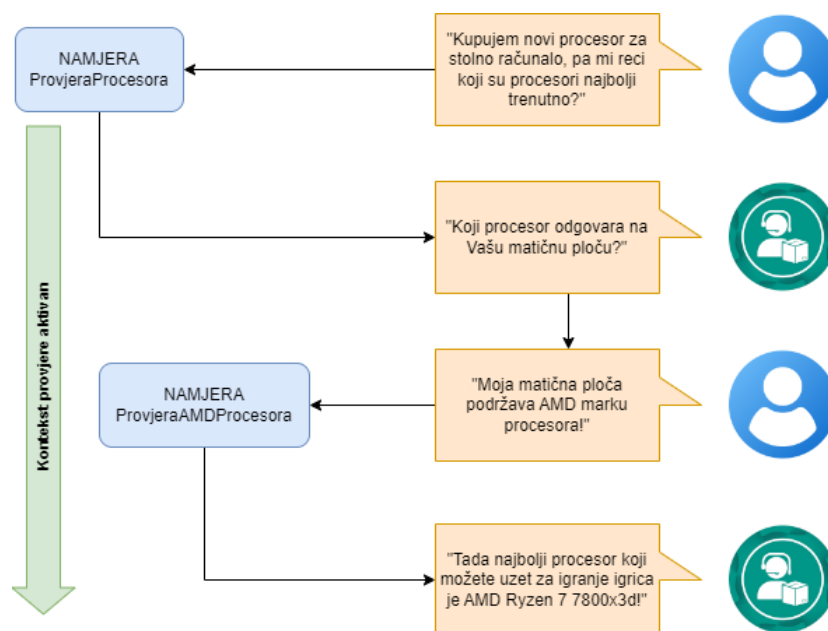 NAMJERA
ProvjeraProcesora
"Kupujem novi procesor za
stolno računalo, pa mi reci
koji su procesori najbolji
trenutno?"
"Koji procesor odgovara na
Vašu matičnu ploču?"
Kontekst provjere aktivan
NAMJERA
ProvjeraAMDProcesora
"Moja matična ploča
podržava AMD marku
procesora!"
"Tada najbolji procesor koji
možete uzet za igranje igrica
je AMD Ryzen 7 7800x3d!"